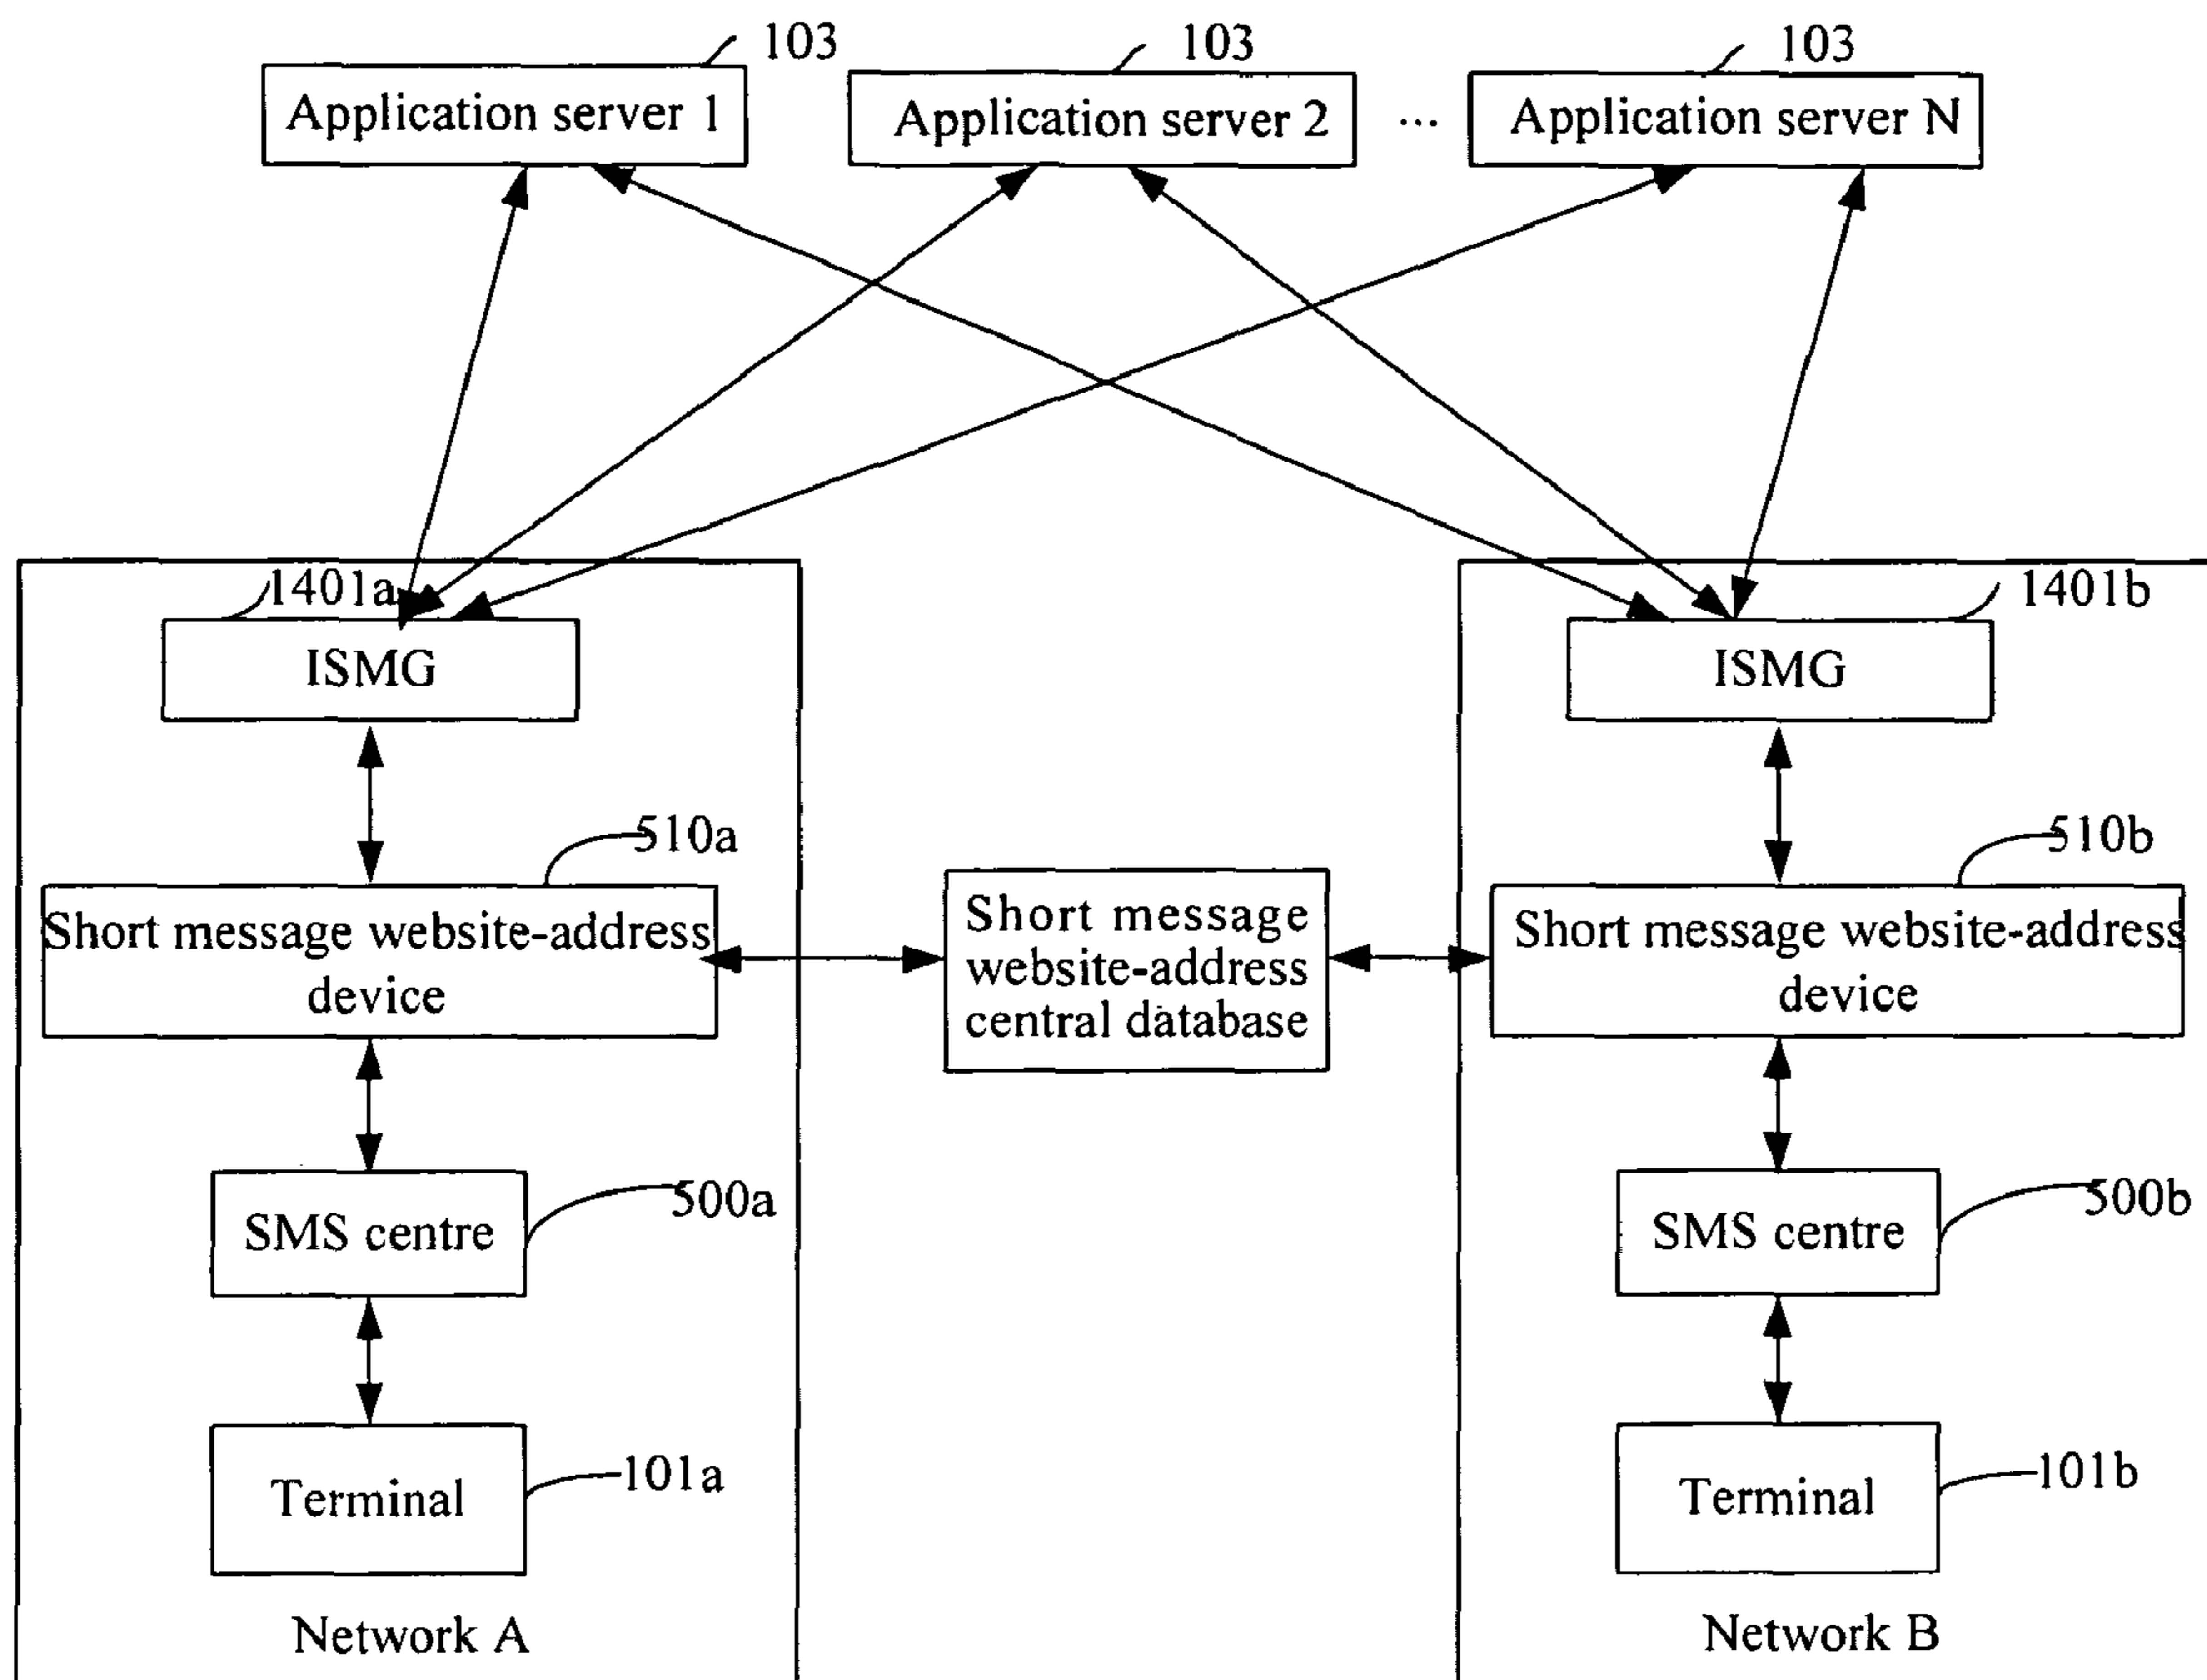 103
103
103
Application server 1
Application server 2
...
Application server N
1401a
ISMG
1401b
ISMG
510a
Short message website-address
device
Short message
website-address
central database
510b
Short message website-address
device
500a
SMS centre
500b
SMS centre
101a
Terminal
101b
Terminal
Network A
Network B